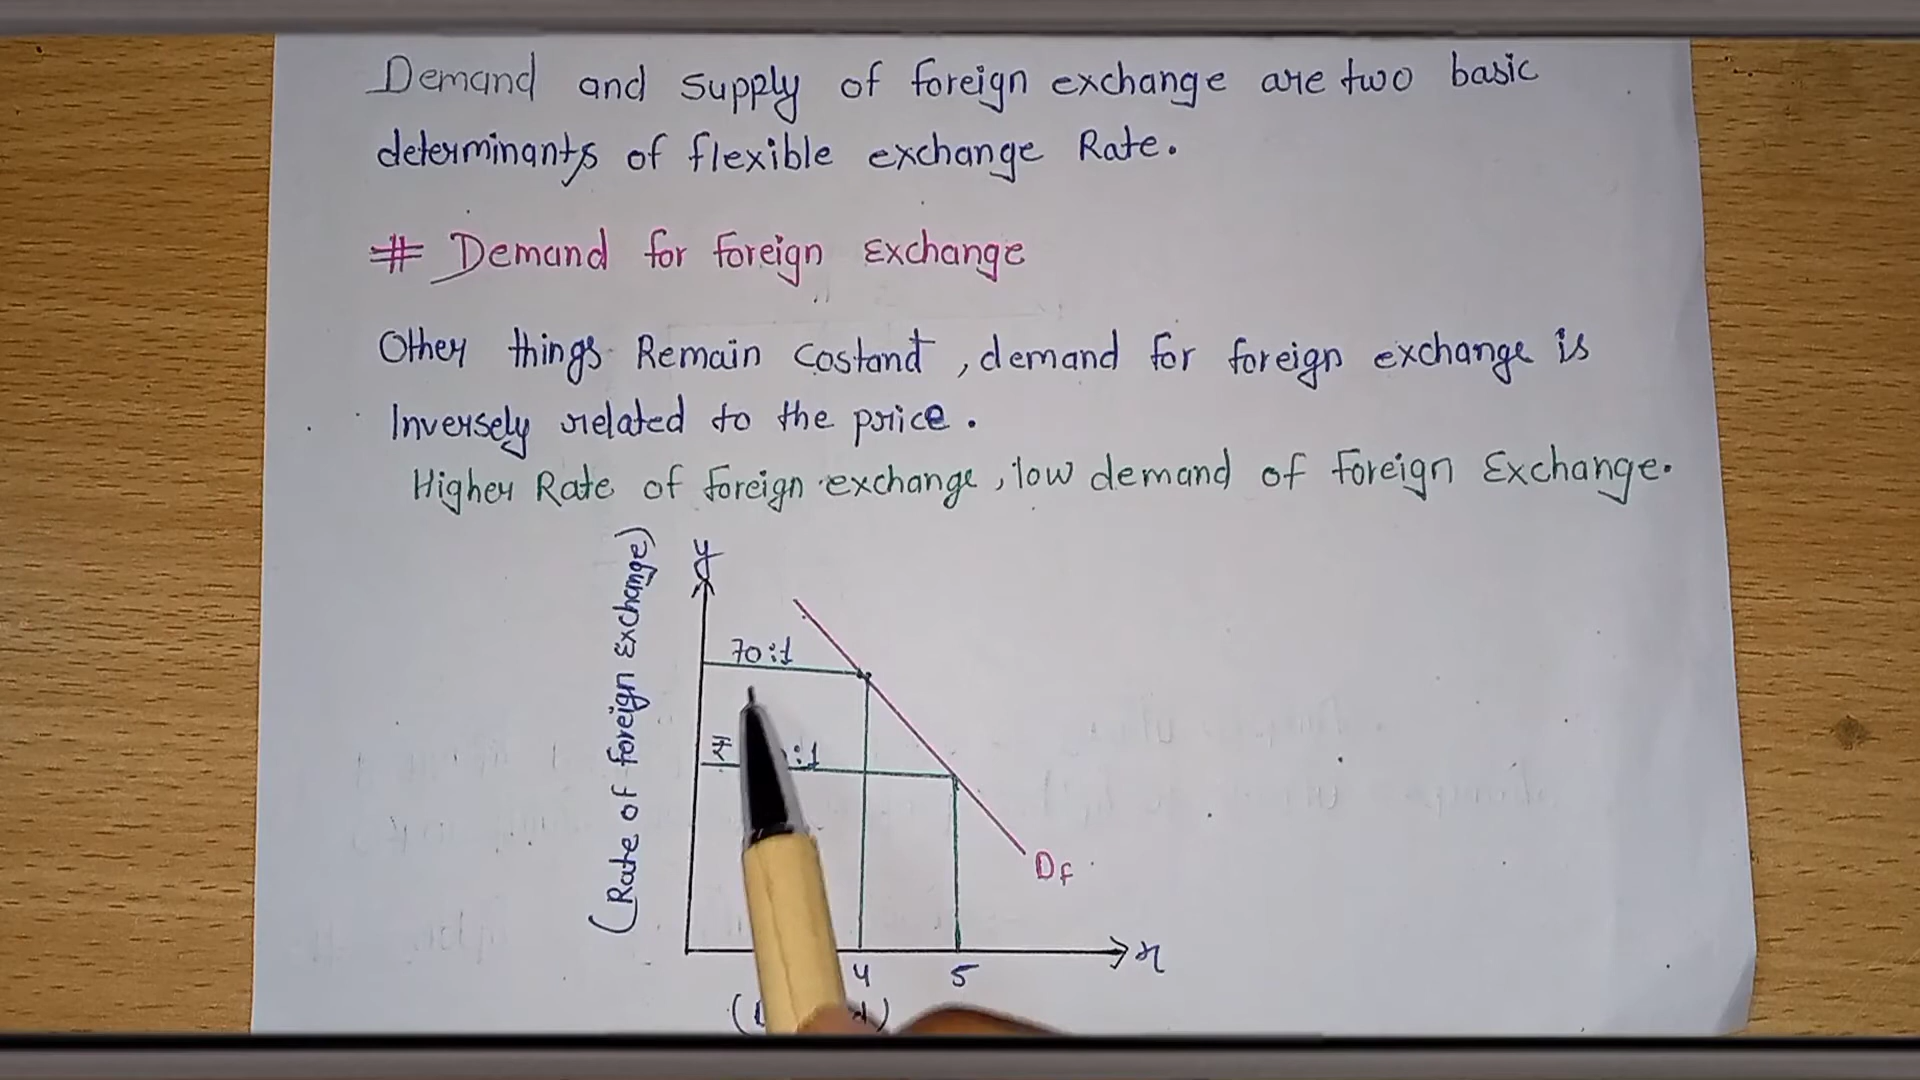 Demand and supply of foreign exchange are two basic
determinants of flexible exchange Rate.
# Demand for foreign Exchange
Other things Remain Costant, demand for foreign exchange is
Inversely related to the price.
Higher Rate of foreign exchange, low demand of Foreign Exchange.
(Rate of foreign Exchange)
y
70:1
₹ :1
Df
x
4 5